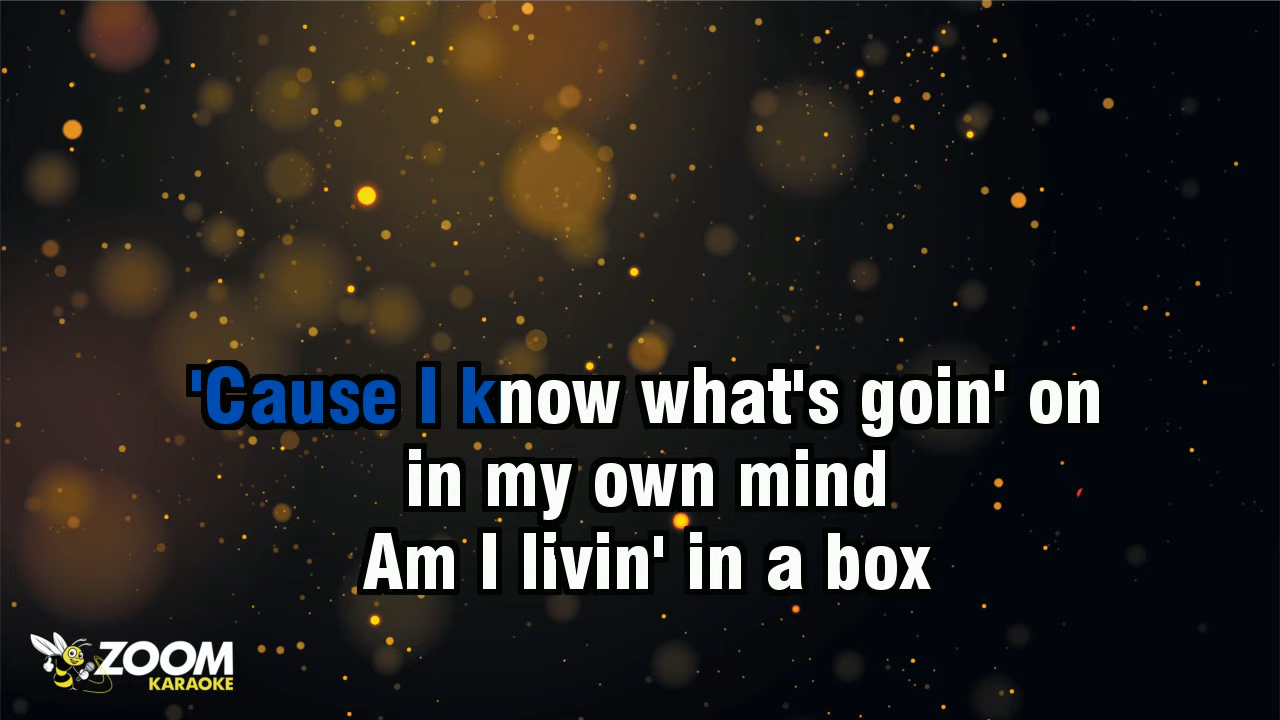 'Cause I know what's goin' on
in my own mind
Am I livin' in a box
ZOOM
KARAOKE